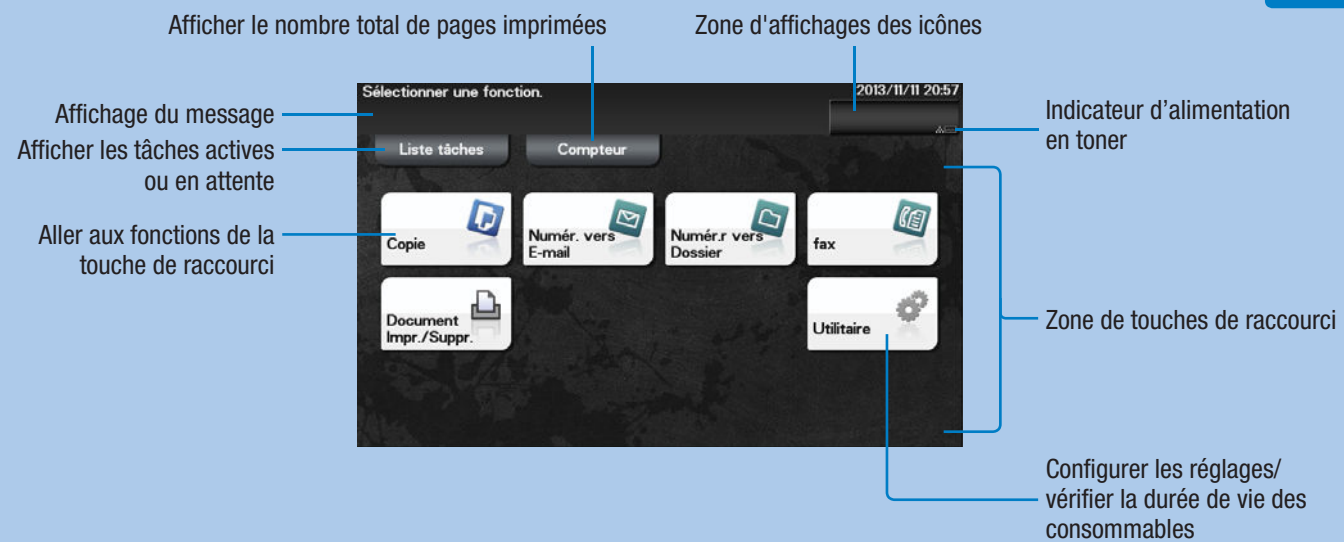 Afficher le nombre total de pages imprimées
Zone d'affichages des icônes
Sélectionner une fonction.
2013/11/11 20:57
Affichage du message
Indicateur d’alimentation
en toner
Afficher les tâches actives
ou en attente
Liste tâches
Compteur
Aller aux fonctions de la
touche de raccourci
Copie
Numér. vers
E-mail
Numér.r vers
Dossier
fax
Document
Impr./Suppr.
Utilitaire
Zone de touches de raccourci
Configurer les réglages/
vérifier la durée de vie des
consommables